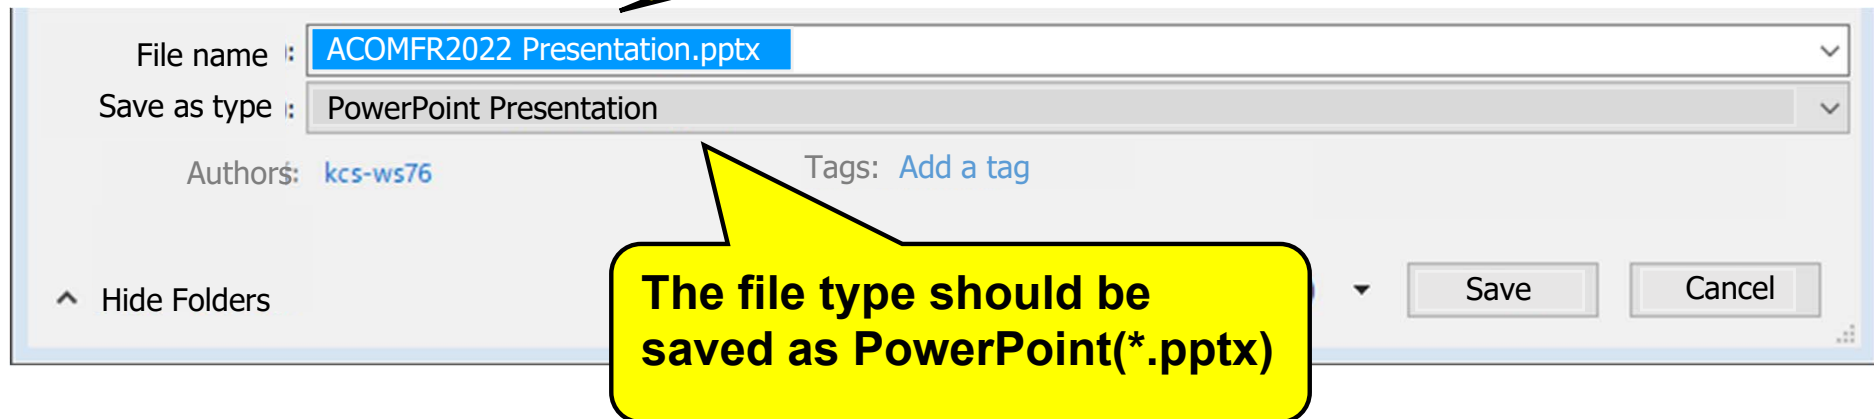 File name : ACOMFR2022 Presentation.pptx
Save as type : PowerPoint Presentation
Authors: kcs-ws76 Tags: Add a tag
The file type should be
saved as PowerPoint(*.pptx)
Hide Folders Save Cancel